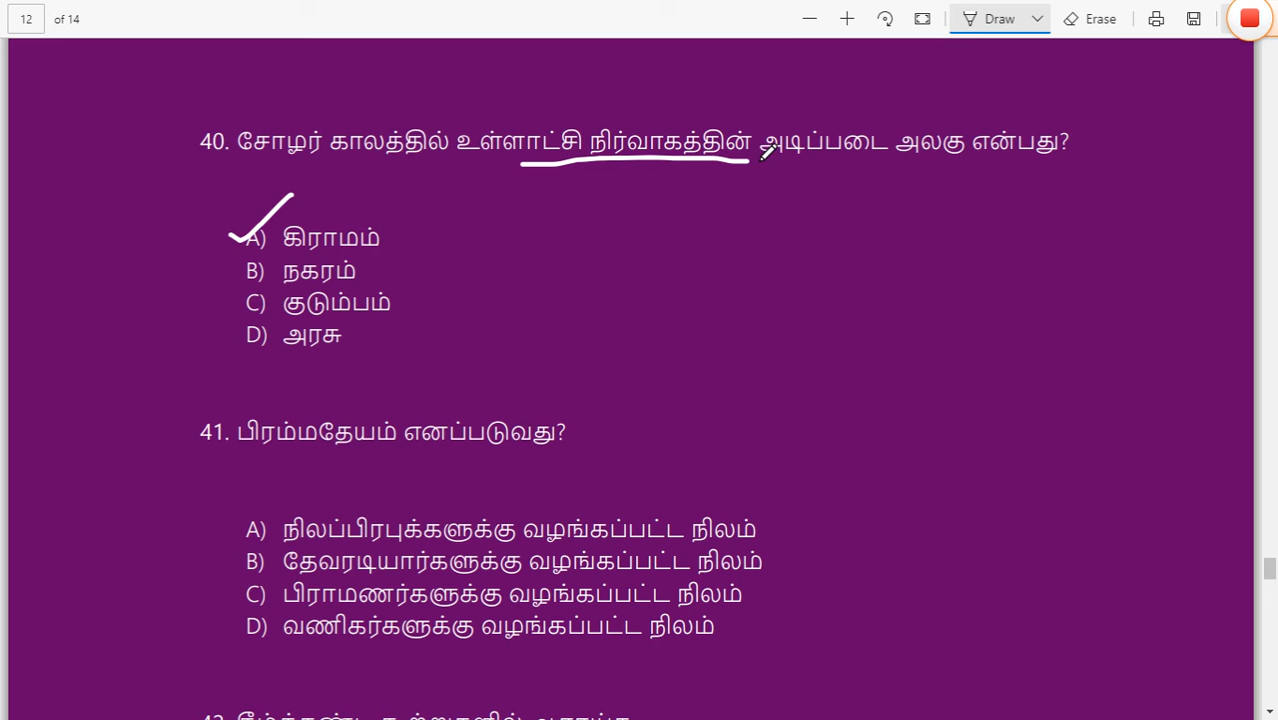 12 of 14 Draw Erase
40. சோழர் காலத்தில் உள்ளாட்சி நிர்வாகத்தின் அடிப்படை அலகு என்பது?
A) கிராமம்
B) நகரம்
C) குடும்பம்
D) அரசு
41. பிரம்மதேயம் எனப்படுவது?
A) நிலப்பிரபுக்களுக்கு வழங்கப்பட்ட நிலம்
B) தேவரடியார்களுக்கு வழங்கப்பட்ட நிலம்
C) பிராமணர்களுக்கு வழங்கப்பட்ட நிலம்
D) வணிகர்களுக்கு வழங்கப்பட்ட நிலம்